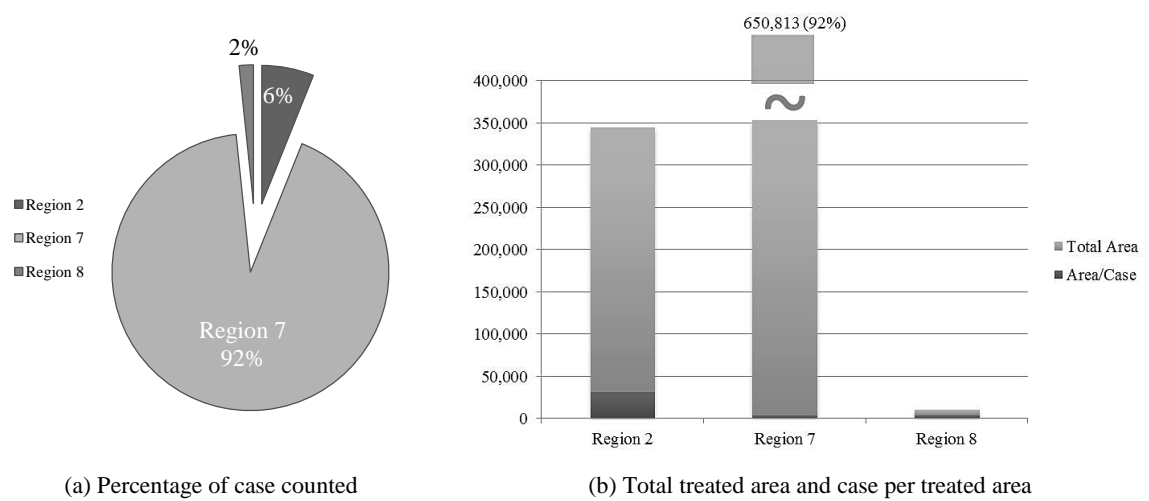 2%
6%
Region 2
Region 7
Region 8
Region 7
92%
(a) Percentage of case counted
650,813 (92%)
400,000
350,000
300,000
250,000
200,000
150,000
100,000
50,000
0
Region 2 Region 7 Region 8
Total Area
Area/Case
(b) Total treated area and case per treated area